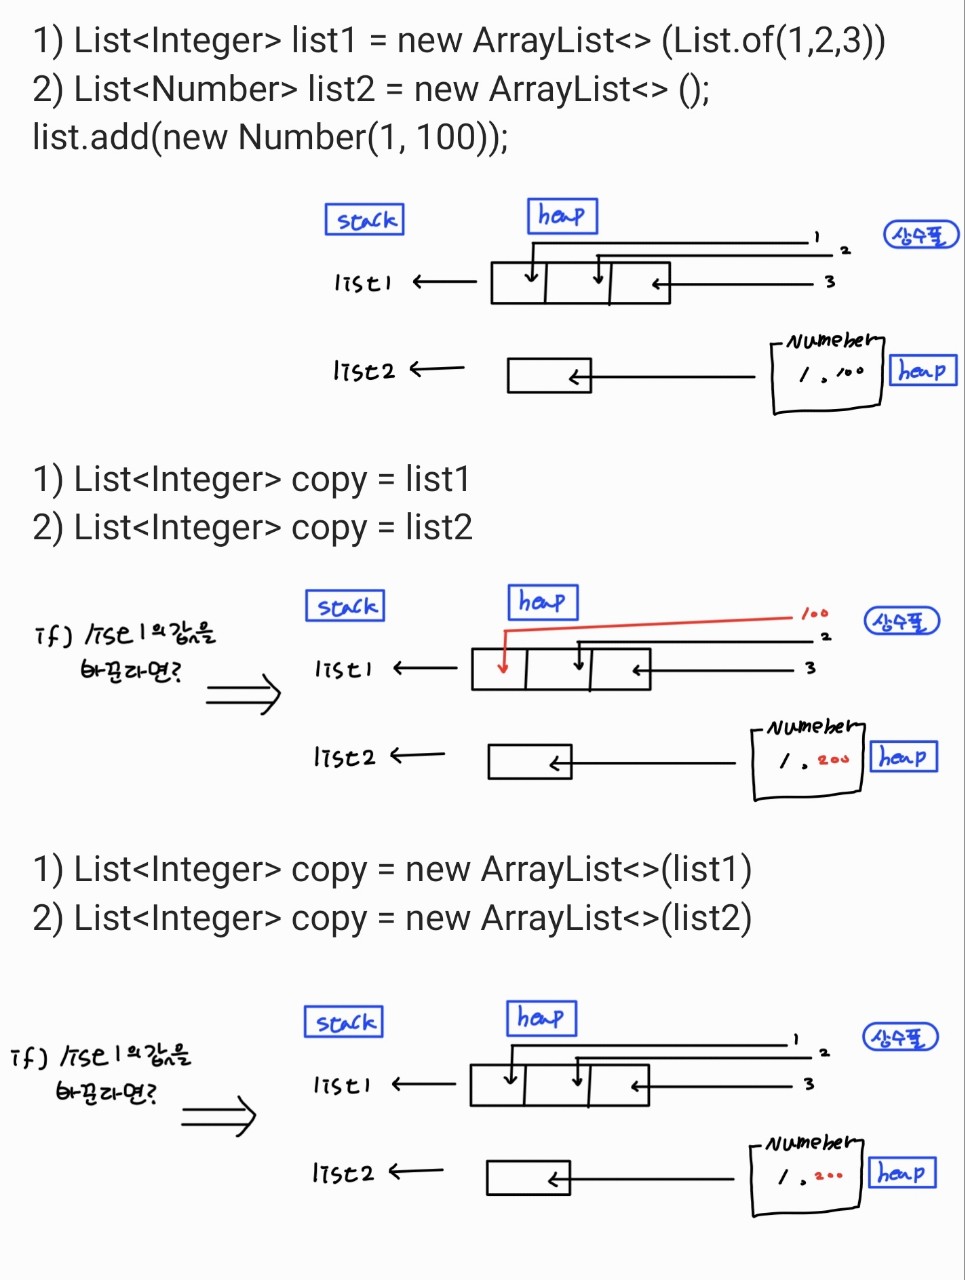 1) List<Integer> list1 = new ArrayList<> (List.of(1,2,3))
2) List<Number> list2 = new ArrayList<> ();
list.add(new Number(1, 100));
stack heap 상수풀
1
2
list1 3
Numeber
list2 1, 100 heap
1) List<Integer> copy = list1
2) List<Integer> copy = list2
stack heap 상수풀
100
if) list1의 값을 2
바꾼다면? list1 3
Numeber
list2 1, 200 heap
1) List<Integer> copy = new ArrayList<>(list1)
2) List<Integer> copy = new ArrayList<>(list2)
stack heap 상수풀
1
if) list1의 값을 2
바꾼다면? list1 3
Numeber
list2 1, 200 heap